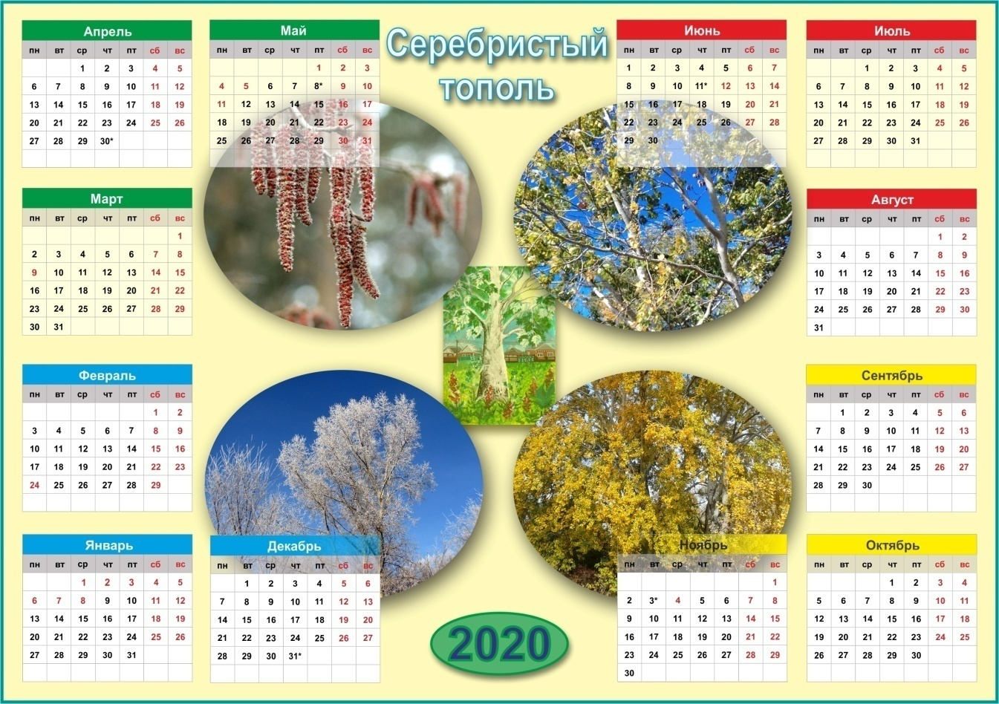 Серебристый
тополь
Апрель
пн вт ср чт пт сб вс
1 2 3 4 5
6 7 8 9 10 11 12
13 14 15 16 17 18 19
20 21 22 23 24 25 26
27 28 29 30*
Май
пн вт ср чт пт сб вс
1 2 3
4 5 6 7 8* 9 10
11 12 13 14 15 16 17
18 19 20 21 22 23 24
25 26 27 28 29 30 31
Июнь
пн вт ср чт пт сб вс
1 2 3 4 5 6 7
8 9 10 11* 12 13 14
15 16 17 18 19 20 21
22 23 24 25 26 27 28
29 30
Июль
пн вт ср чт пт сб вс
1 2 3 4 5
6 7 8 9 10 11 12
13 14 15 16 17 18 19
20 21 22 23 24 25 26
27 28 29 30 31
Март
пн вт ср чт пт сб вс
1
2 3 4 5 6 7 8
9 10 11 12 13 14 15
16 17 18 19 20 21 22
23 24 25 26 27 28 29
30 31
Август
пн вт ср чт пт сб вс
1 2
3 4 5 6 7 8 9
10 11 12 13 14 15 16
17 18 19 20 21 22 23
24 25 26 27 28 29 30
31
Февраль
пн вт ср чт пт сб вс
1 2
3 4 5 6 7 8 9
10 11 12 13 14 15 16
17 18 19 20 21 22 23
24 25 26 27 28 29
Сентябрь
пн вт ср чт пт сб вс
1 2 3 4 5 6
7 8 9 10 11 12 13
14 15 16 17 18 19 20
21 22 23 24 25 26 27
28 29 30
Январь
пн вт ср чт пт сб вс
1 2 3 4 5
6 7 8 9 10 11 12
13 14 15 16 17 18 19
20 21 22 23 24 25 26
27 28 29 30 31
Декабрь
пн вт ср чт пт сб вс
1 2 3 4 5 6
7 8 9 10 11 12 13
14 15 16 17 18 19 20
21 22 23 24 25 26 27
28 29 30 31*
Ноябрь
пн вт ср чт пт сб вс
1
2 3* 4 5 6 7 8
9 10 11 12 13 14 15
16 17 18 19 20 21 22
23 24 25 26 27 28 29
30
Октябрь
пн вт ср чт пт сб вс
1 2 3 4
5 6 7 8 9 10 11
12 13 14 15 16 17 18
19 20 21 22 23 24 25
26 27 28 29 30
2020